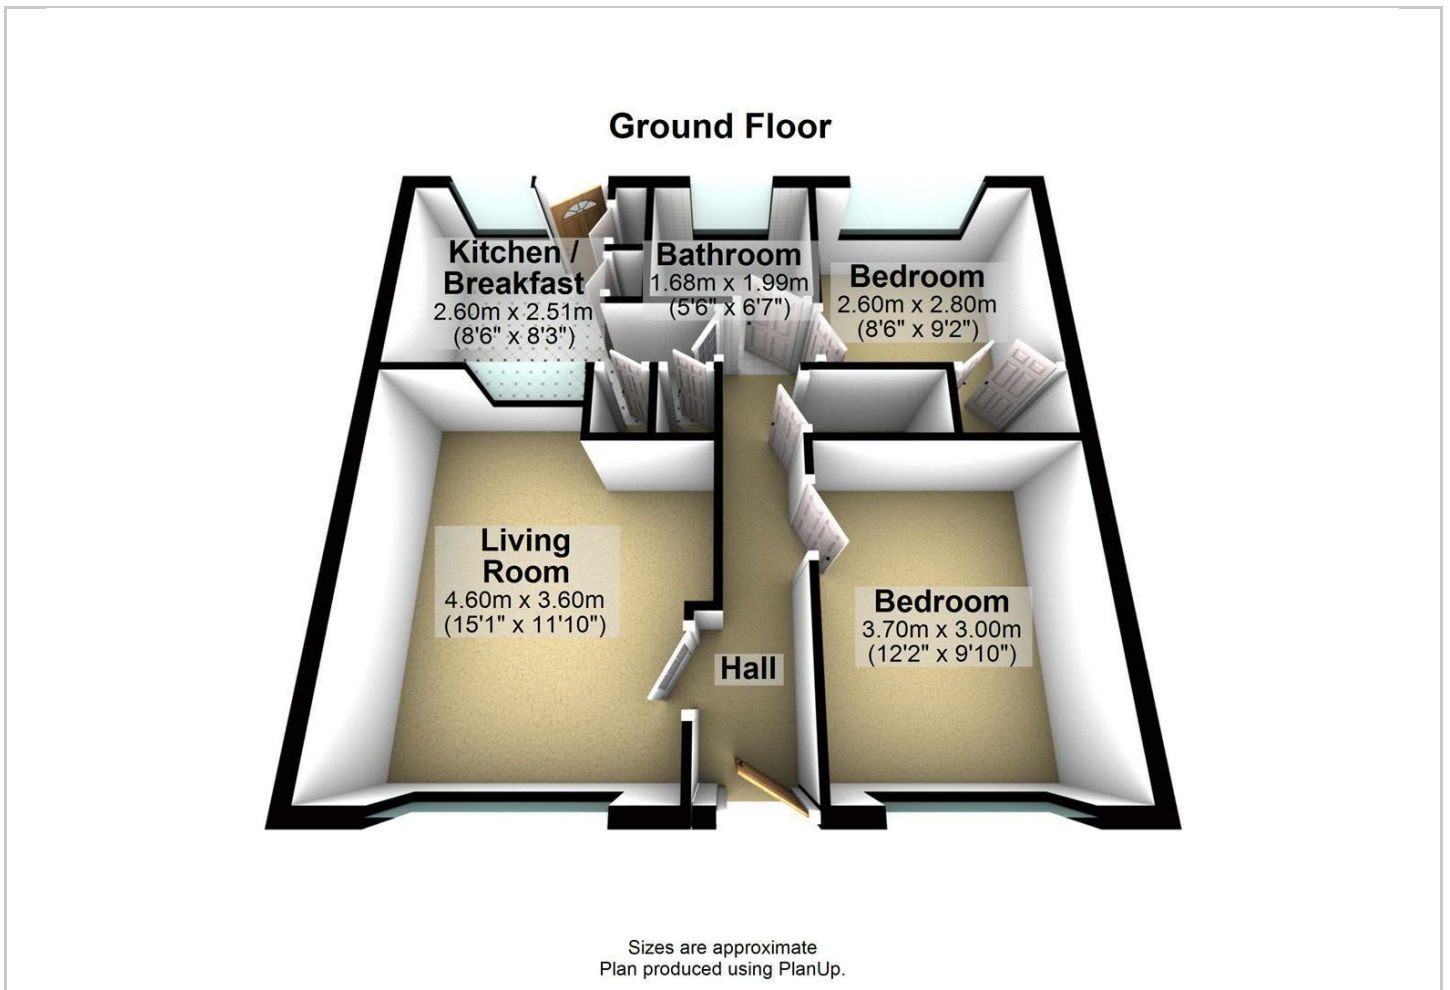 Ground Floor
Kitchen /
Breakfast
2.60m x 2.51m
(8'6" x 8'3")
Bathroom
1.68m x 1.99m
(5'6" x 6'7")
Bedroom
2.60m x 2.80m
(8'6" x 9'2")
Living
Room
4.60m x 3.60m
(15'1" x 11'10")
Hall
Bedroom
3.70m x 3.00m
(12'2" x 9'10")
Sizes are approximate
Plan produced using PlanUp.